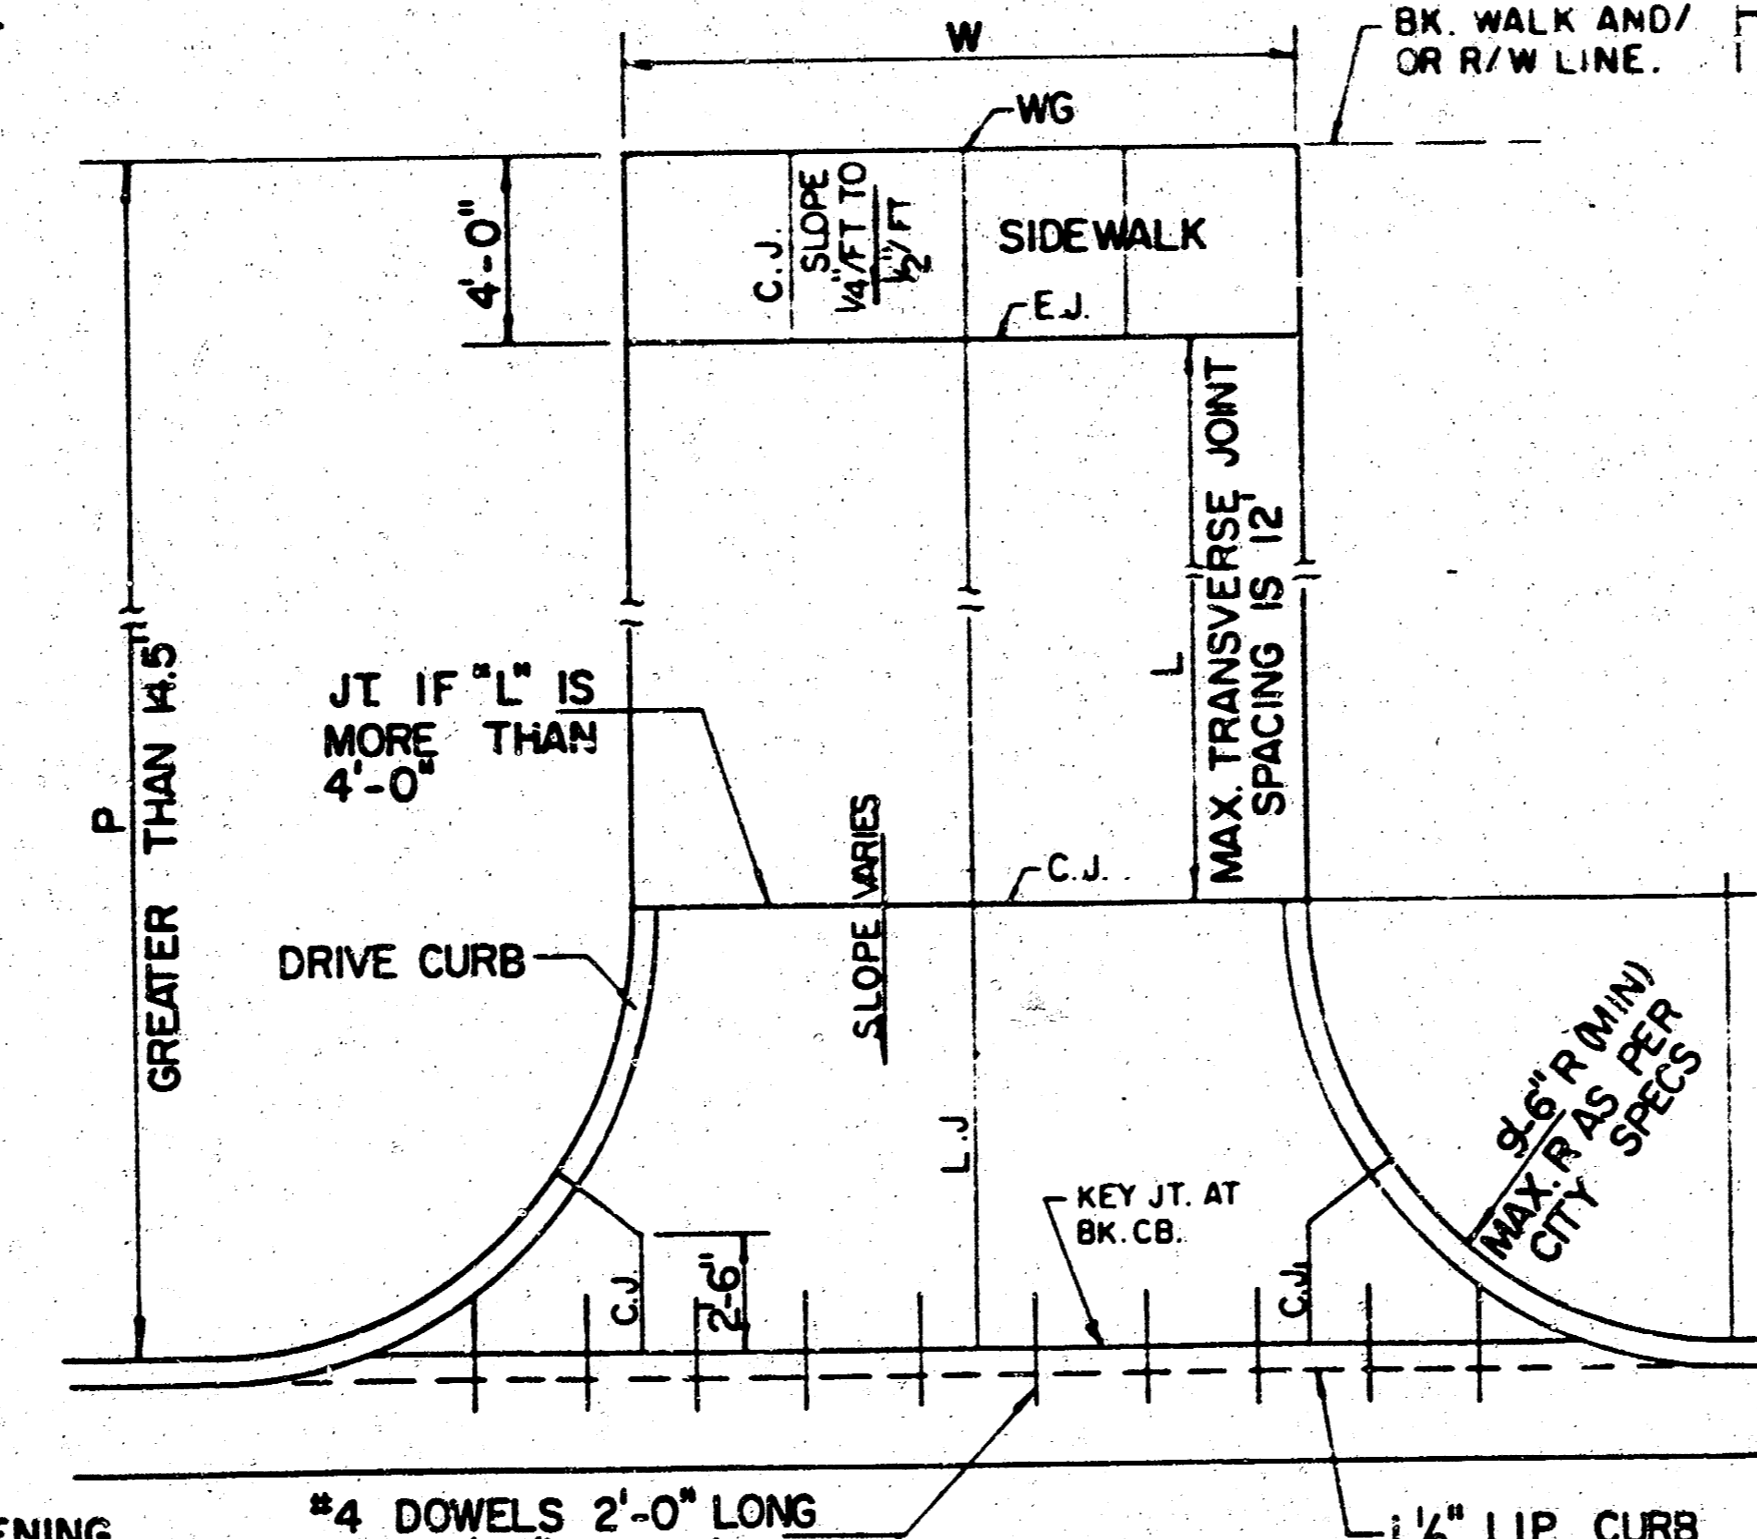 W
BK. WALK AND/
OR R/W LINE.
WG
4'-0"
C.J.
SLOPE
1/4"/FT TO
1/2"/FT
SIDEWALK
E.J.
JT. IF "L" IS
MORE THAN
4'-0"
P
GREATER THAN 14.5'
L
MAX. TRANSVERSE JOINT
SPACING IS 12'
C.J.
SLOPE VARIES
DRIVE CURB
9'-6" R (MIN)
MAX. R AS PER
CITY SPECS
L.J
KEY JT. AT
BK. CB.
C.J
2'-6"
C.J.
#4 DOWELS 2'-0" LONG
LIP CURB